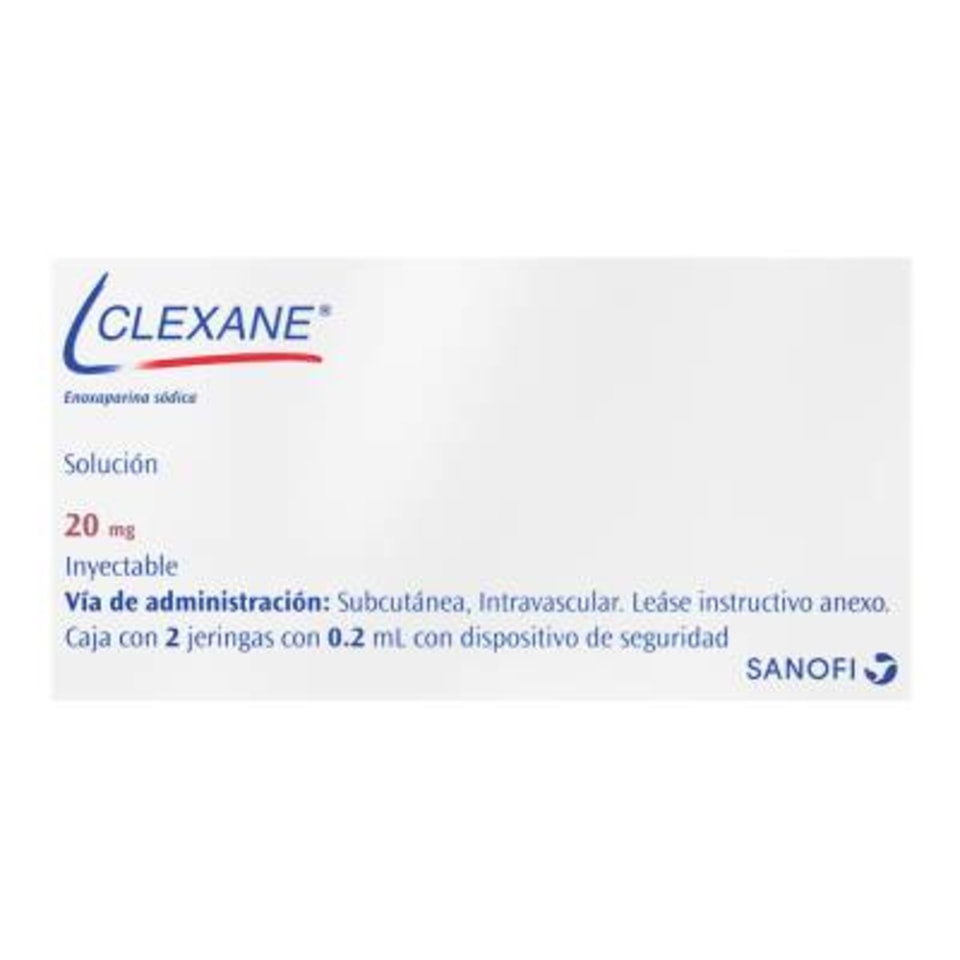 CLEXANE®
Enoxaparina sódica
Solución
20 mg
Inyectable
Vía de administración: Subcutánea, Intravascular. Leáse instructivo anexo.
Caja con 2 jeringas con 0.2 mL con dispositivo de seguridad
SANOFI